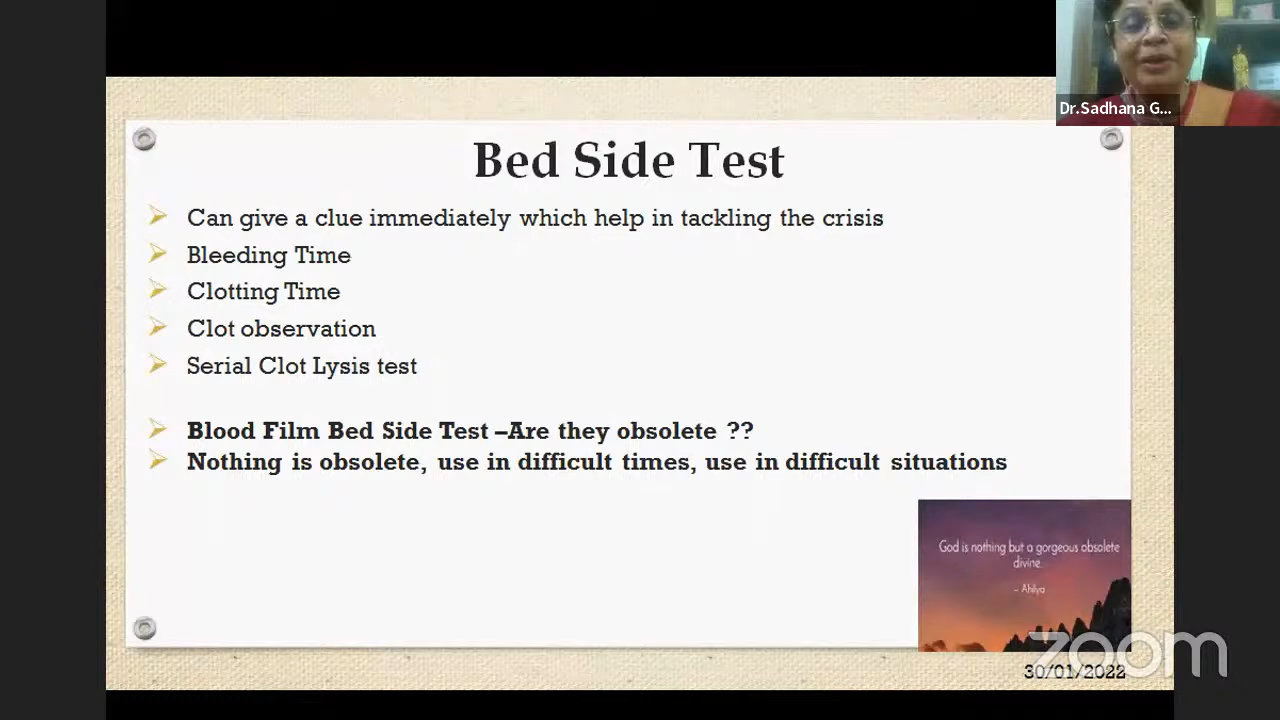 Dr.Sadhana G...
Bed Side Test
Can give a clue immediately which help in tackling the crisis
Bleeding Time
Clotting Time
Clot observation
Serial Clot Lysis test
Blood Film Bed Side Test –Are they obsolete ??
Nothing is obsolete, use in difficult times, use in difficult situations
God is nothing but a gorgeous obsolete
divine.
- Ahilya
zoom
30/01/2022